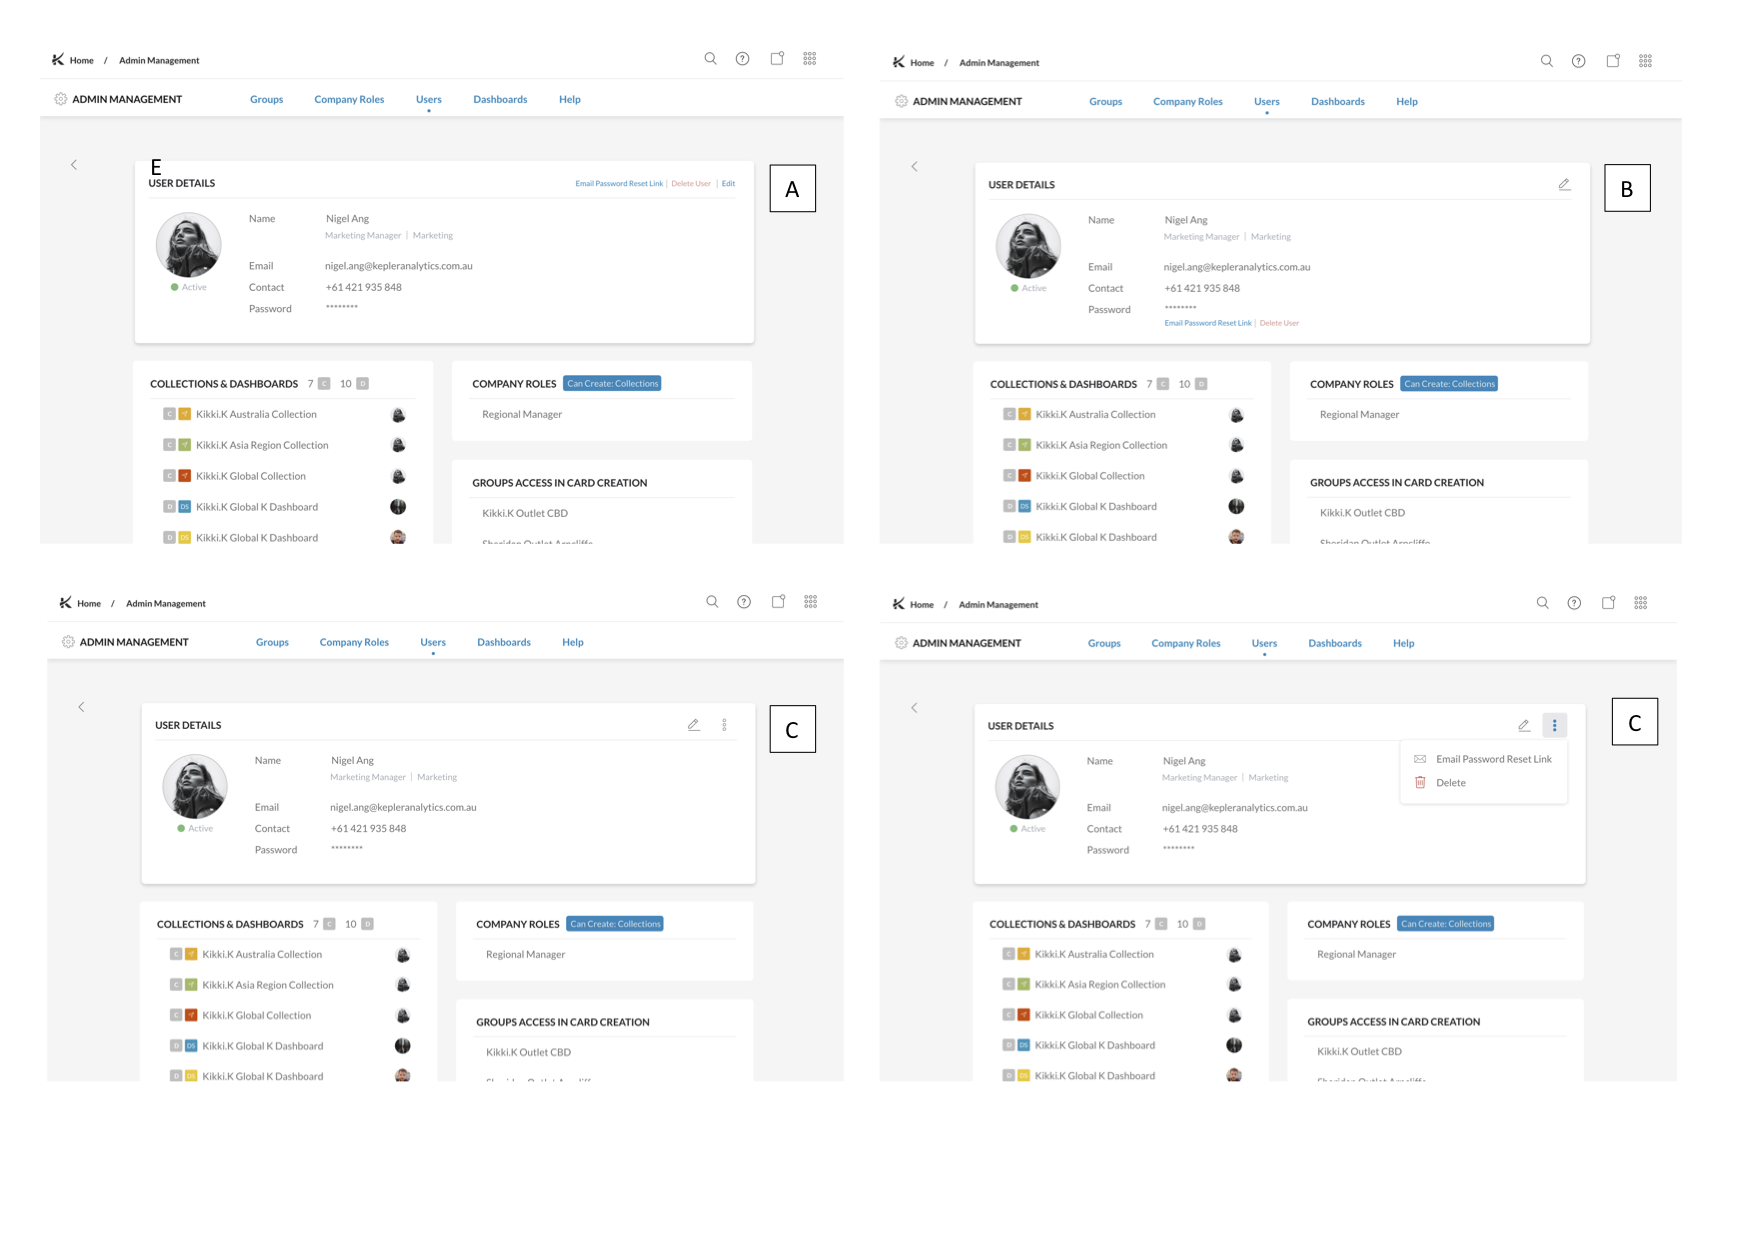 Home / Admin Management
ADMIN MANAGEMENT Groups Company Roles Users Dashboards Help
E
A
USER DETAILS Email Password Reset Link | Delete User | Edit
Name Nigel Ang
Marketing Manager | Marketing
Email nigel.ang@kepleranalytics.com.au
Active Contact +61 421 935 848
Password ********
COLLECTIONS & DASHBOARDS 7 C 10 D
Kikki.K Australia Collection
Kikki.K Asia Region Collection
Kikki.K Global Collection
Kikki.K Global K Dashboard
Kikki.K Global K Dashboard
COMPANY ROLES Can Create: Collections
Regional Manager
GROUPS ACCESS IN CARD CREATION
Kikki.K Outlet CBD
Sheridan Outlet Arncliffe
Home / Admin Management
ADMIN MANAGEMENT Groups Company Roles Users Dashboards Help
B
USER DETAILS
Name Nigel Ang
Marketing Manager | Marketing
Email nigel.ang@kepleranalytics.com.au
Active Contact +61 421 935 848
Password ********
Email Password Reset Link | Delete User
COLLECTIONS & DASHBOARDS 7 C 10 D
C Kikki.K Australia Collection
C Kikki.K Asia Region Collection
C Kikki.K Global Collection
D DS Kikki.K Global K Dashboard
D DS Kikki.K Global K Dashboard
COMPANY ROLES Can Create: Collections
Regional Manager
GROUPS ACCESS IN CARD CREATION
Kikki.K Outlet CBD
Sheridan Outlet Arncliffe
Home / Admin Management
ADMIN MANAGEMENT Groups Company Roles Users Dashboards Help
C
USER DETAILS
Name Nigel Ang
Marketing Manager | Marketing
Email nigel.ang@kepleranalytics.com.au
Active Contact +61 421 935 848
Password ********
COLLECTIONS & DASHBOARDS 7 C 10 D
C Kikki.K Australia Collection
C Kikki.K Asia Region Collection
C Kikki.K Global Collection
D DS Kikki.K Global K Dashboard
D DS Kikki.K Global K Dashboard
COMPANY ROLES Can Create: Collections
Regional Manager
GROUPS ACCESS IN CARD CREATION
Kikki.K Outlet CBD
Home / Admin Management
ADMIN MANAGEMENT Groups Company Roles Users Dashboards Help
C
USER DETAILS
Email Password Reset Link
Delete
Name Nigel Ang
Marketing Manager | Marketing
Email nigel.ang@kepleranalytics.com.au
Active Contact +61 421 935 848
Password ********
COLLECTIONS & DASHBOARDS 7 C 10 D
C Kikki.K Australia Collection
C Kikki.K Asia Region Collection
C Kikki.K Global Collection
D DS Kikki.K Global K Dashboard
D DS Kikki.K Global K Dashboard
COMPANY ROLES Can Create: Collections
Regional Manager
GROUPS ACCESS IN CARD CREATION
Kikki.K Outlet CBD